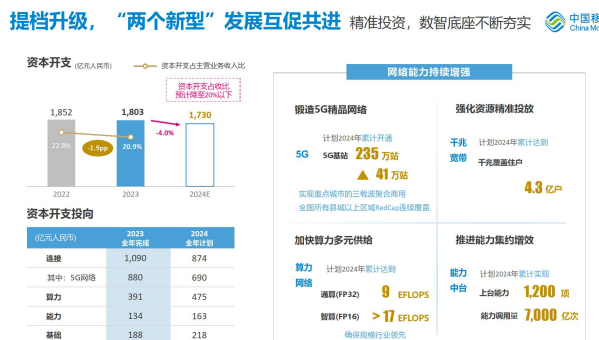 提档升级，“两个新型”发展互促共进 精准投资，数智底座不断夯实
中国移
China Mo
资本开支 (亿元人民币)
资本开支占主营业务收入比
资本开支占收比
预计降至20%以下
1,852
1,803
1,730
-4.0%
22.8%
-1.9pp
20.9%
2022
2023
2024E
资本开支投向
(亿元人民币)
2023
全年完成
2024
全年计划
连接 1,090 874
其中：5G网络 880 690
算力 391 475
能力 134 163
基础 188 218
网络能力持续增强
锻造5G精品网络
计划2024年累计开通
5G 5G基站 235 万站
▲ 41 万站
实现重点城市的三载波聚合商用
全国所有县城以上区域RedCap连续覆盖
强化资源精准投放
千兆
宽带
计划2024年累计达到
千兆覆盖住户
4.3 亿户
加快算力多元供给
算力
网络
计划2024年累计达到
通算(FP32) 9 EFLOPS
智算(FP16) > 17 EFLOPS
确保规模行业领先
推进能力集约增效
能力
中台
计划2024年累计实现
上台能力 1,200 项
能力调用量 7,000 亿次